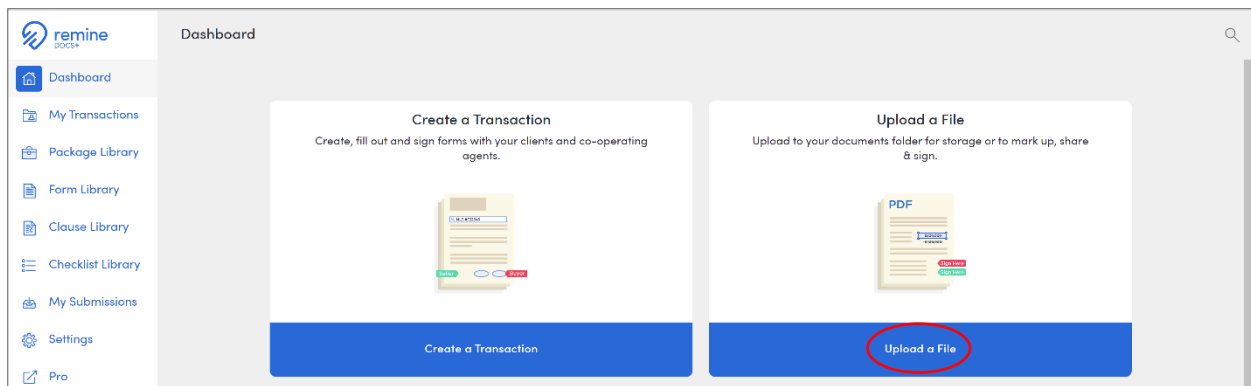 remine
DOCS+
Dashboard
My Transactions
Package Library
Form Library
Clause Library
Checklist Library
My Submissions
Settings
Pro
Dashboard
Create a Transaction
Create, fill out and sign forms with your clients and co-operating
agents.
Create a Transaction
Upload a File
Upload to your documents folder for storage or to mark up, share
& sign.
PDF
Sign Here
Sign Here
Upload a File